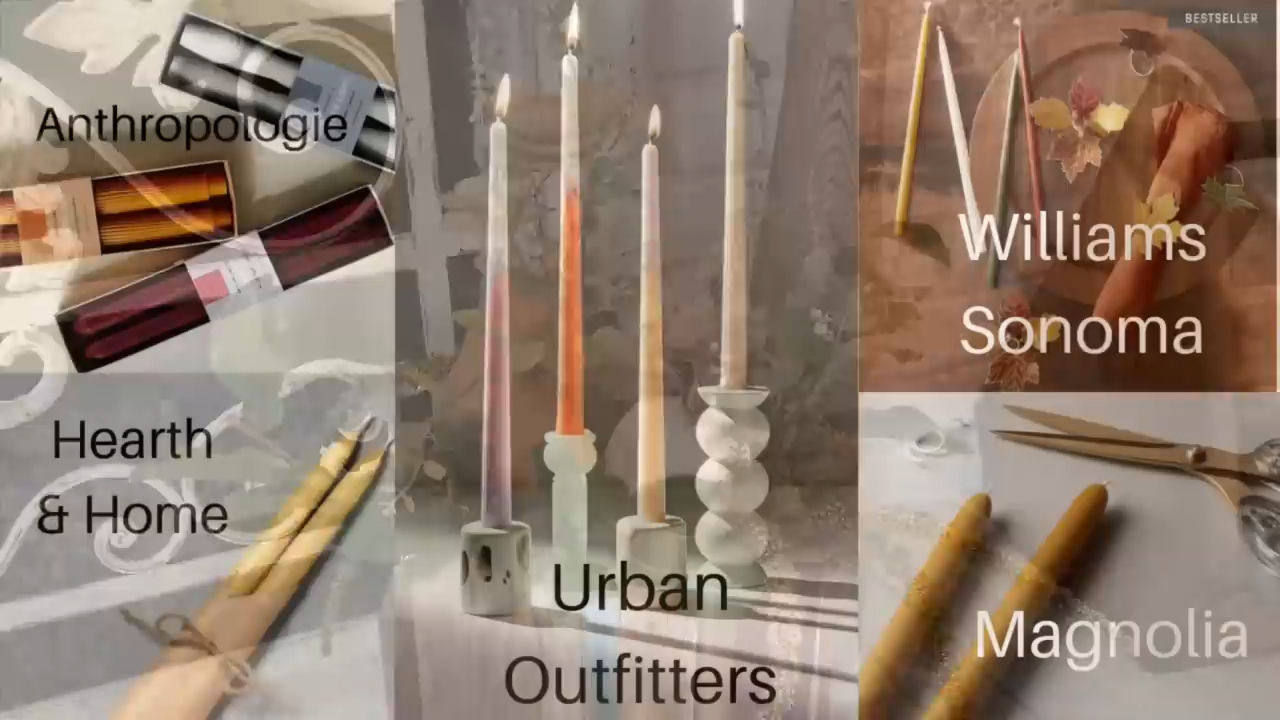 BESTSELLER
Anthropologie
Williams
Sonoma
Hearth
& Home
Urban
Outfitters
Magnolia